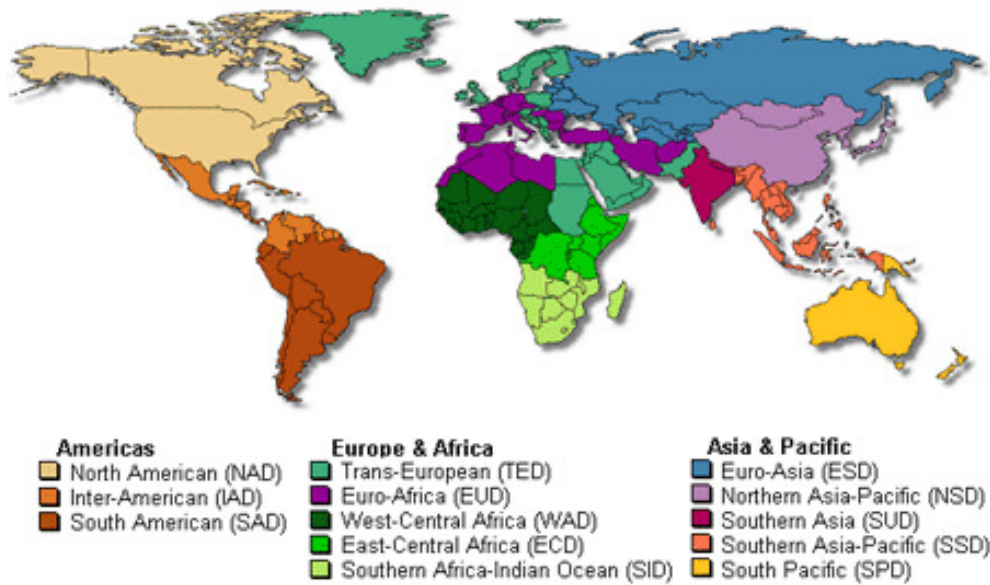 Americas
North American (NAD)
Inter-American (IAD)
South American (SAD)
Europe & Africa
Trans-European (TED)
Euro-Africa (EUD)
West-Central Africa (WAD)
East-Central Africa (ECD)
Southern Africa-Indian Ocean (SID)
Asia & Pacific
Euro-Asia (ESD)
Northern Asia-Pacific (NSD)
Southern Asia (SUD)
Southern Asia-Pacific (SSD)
South Pacific (SPD)